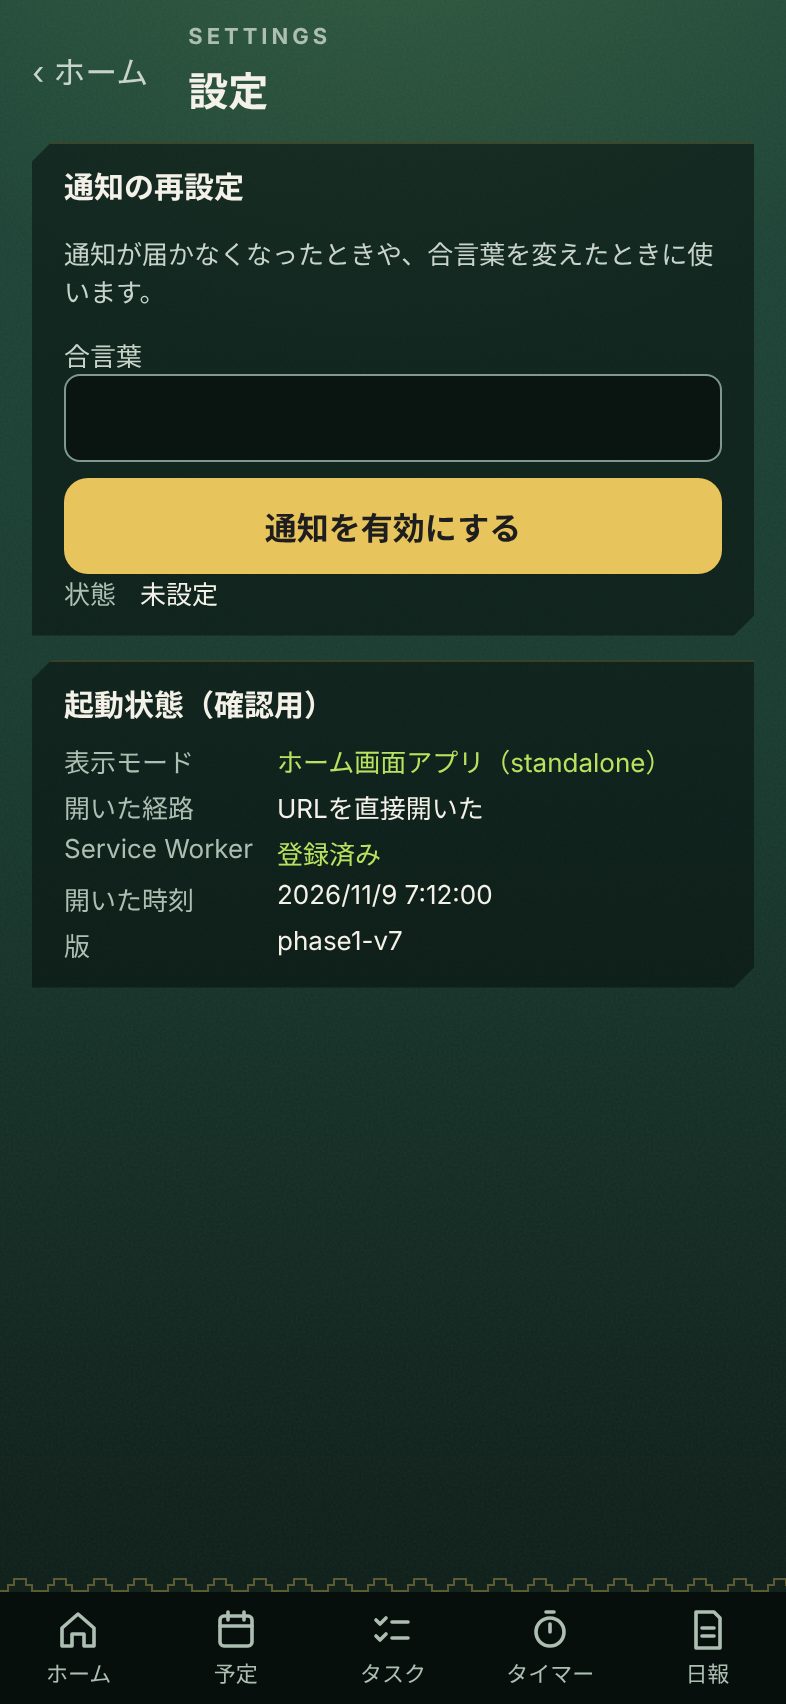 SETTINGS
‹ ホーム
設定
通知の再設定
通知が届かなくなったときや、合言葉を変えたときに使
います。
合言葉
通知を有効にする
状態 未設定
起動状態（確認用）
表示モード ホーム画面アプリ（standalone）
開いた経路 URLを直接開いた
Service Worker 登録済み
開いた時刻 2026/11/9 7:12:00
版 phase1-v7
ホーム 予定 タスク タイマー 日報